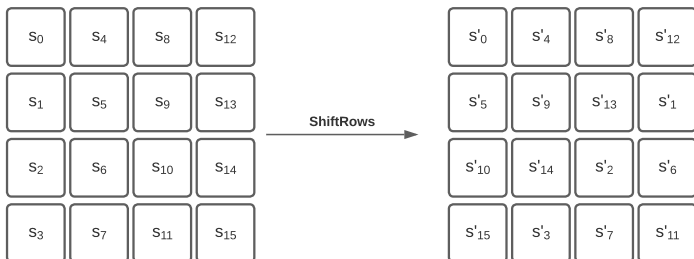 s₀ s₄ s₈ s₁₂ s'₀ s'₄ s'₈ s'₁₂
s₁ s₅ s₉ s₁₃ s'₅ s'₉ s'₁₃ s'₁
ShiftRows
s₂ s₆ s₁₀ s₁₄ s'₁₀ s'₁₄ s'₂ s'₆
s₃ s₇ s₁₁ s₁₅ s'₁₅ s'₃ s'₇ s'₁₁